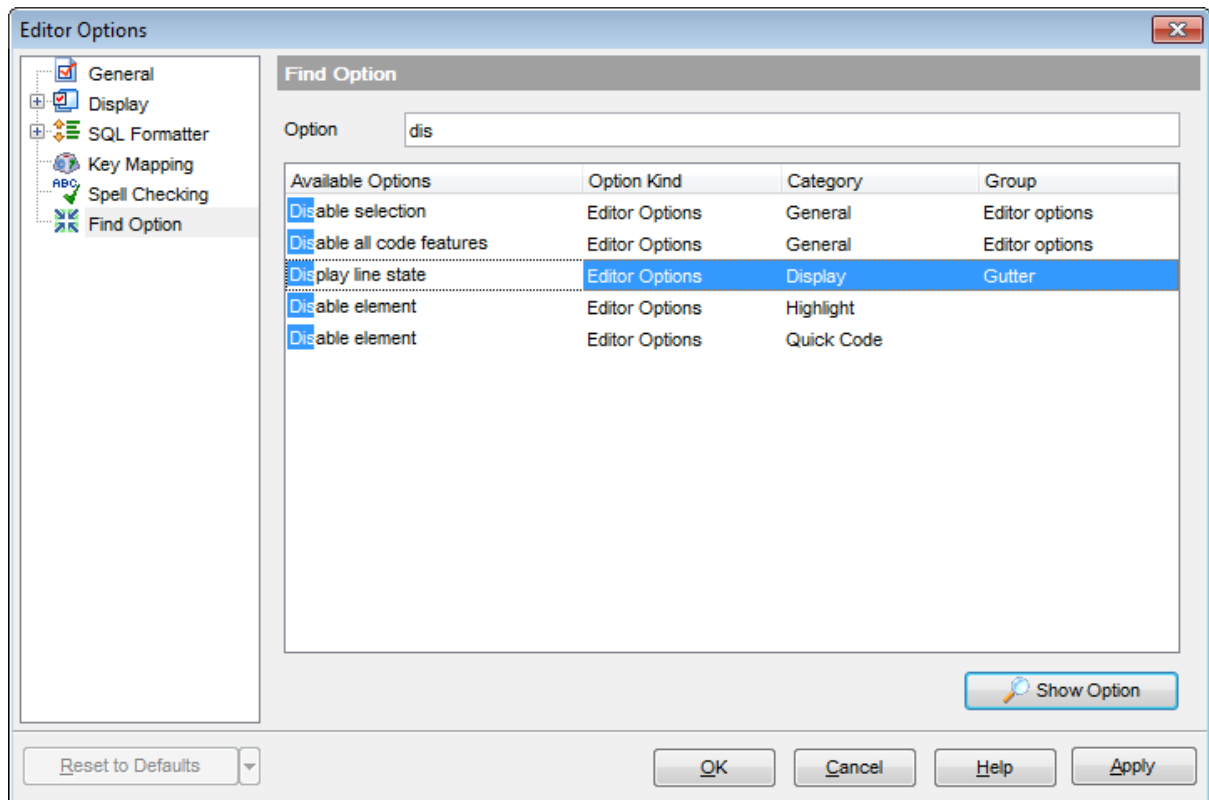 Editor Options
General
Display
SQL Formatter
Key Mapping
ABC
Spell Checking
Find Option
Find Option
Option dis
Available Options Option Kind Category Group
Disable selection Editor Options General Editor options
Disable all code features Editor Options General Editor options
Display line state Editor Options Display Gutter
Disable element Editor Options Highlight
Disable element Editor Options Quick Code
Show Option
Reset to Defaults OK Cancel Help Apply